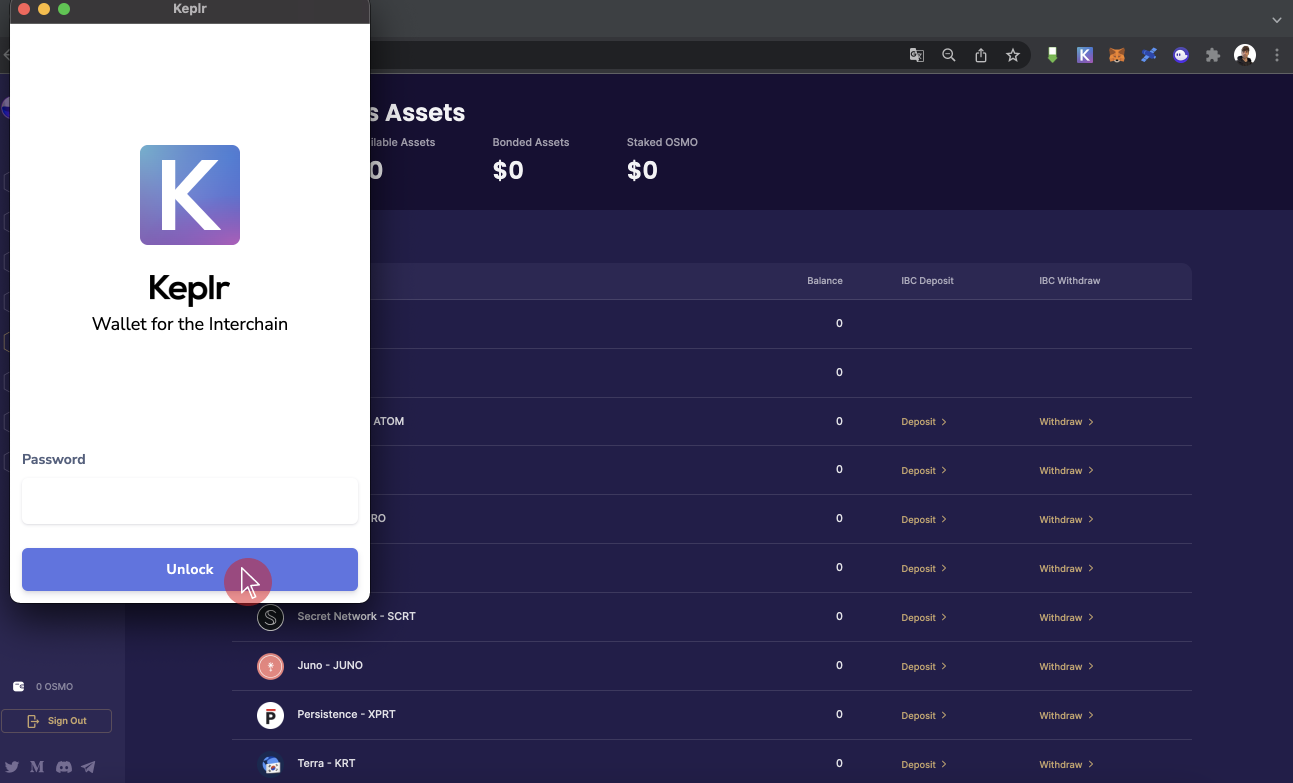 Keplr
K
Keplr
Wallet for the Interchain
Password
Unlock
s Assets
ilable Assets
Bonded Assets
Staked OSMO
0
$0
$0
Balance
IBC Deposit
IBC Withdraw
0
0
ATOM
0
Deposit
Withdraw
0
Deposit
Withdraw
RO
0
Deposit
Withdraw
0
Deposit
Withdraw
Secret Network - SCRT
0
Deposit
Withdraw
Juno - JUNO
0
Deposit
Withdraw
Persistence - XPRT
0
Deposit
Withdraw
Terra - KRT
0
Deposit
Withdraw
0 OSMO
Sign Out